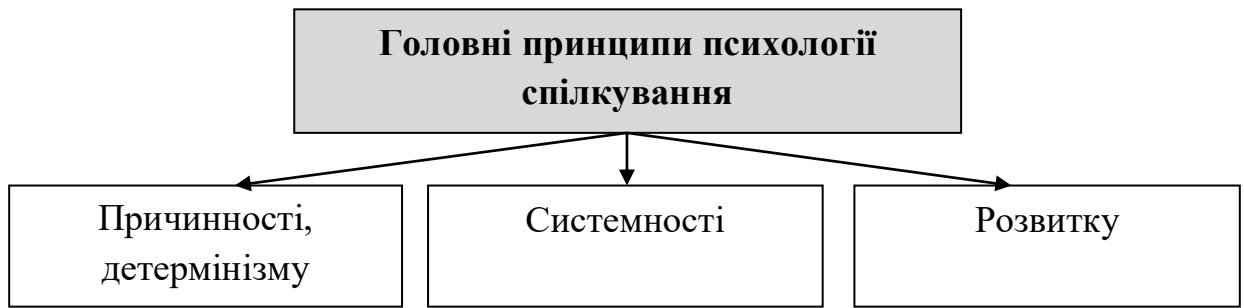 Головні принципи психології
спілкування
Причинності,
детермінізму
Системності
Розвитку